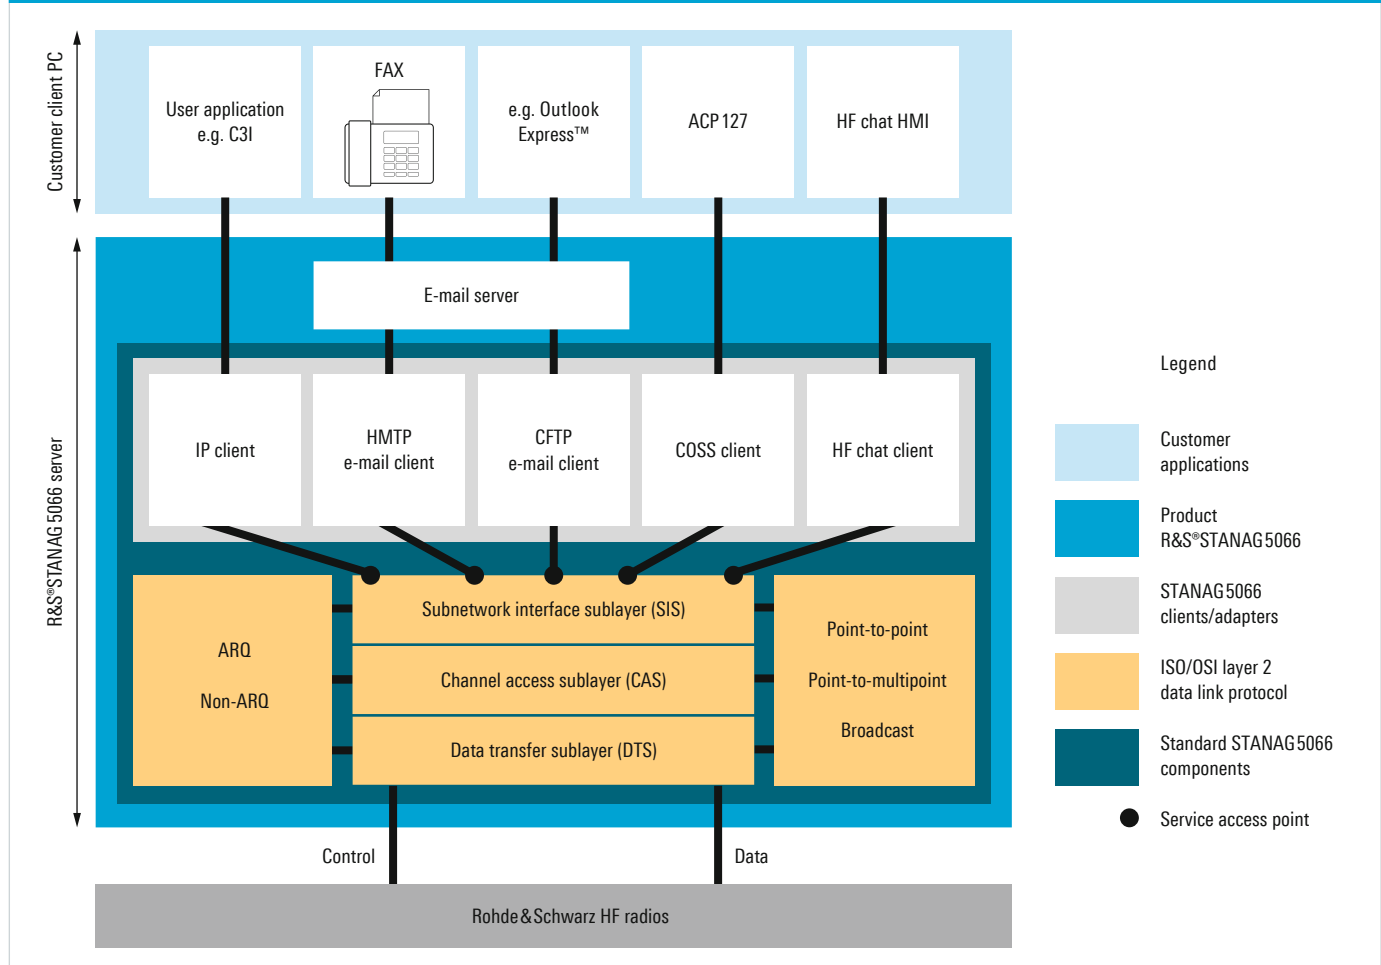 Customer client PC
User application
e.g. C3I
FAX
e.g. Outlook
Express™
ACP 127
HF chat HMI
R&S®STANAG 5066 server
E-mail server
IP client
HMTP
e-mail client
CFTP
e-mail client
COSS client
HF chat client
ARQ
Non-ARQ
Subnetwork interface sublayer (SIS)
Channel access sublayer (CAS)
Data transfer sublayer (DTS)
Point-to-point
Point-to-multipoint
Broadcast
Control
Data
Rohde & Schwarz HF radios
Legend
Customer
applications
Product
R&S®STANAG 5066
STANAG 5066
clients/adapters
ISO/OSI layer 2
data link protocol
Standard STANAG 5066
components
Service access point